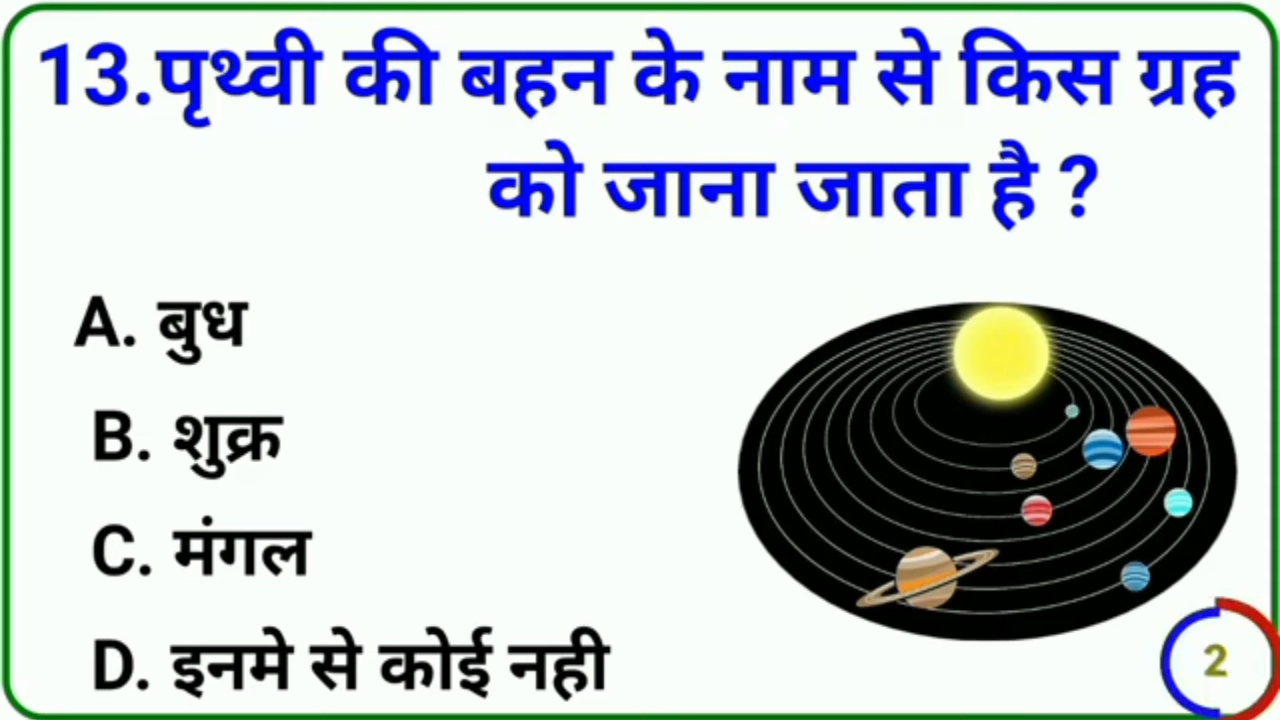 13.पृथ्वी की बहन के नाम से किस ग्रह
को जाना जाता है ?
A. बुध
B. शुक्र
C. मंगल
D. इनमे से कोई नही
2